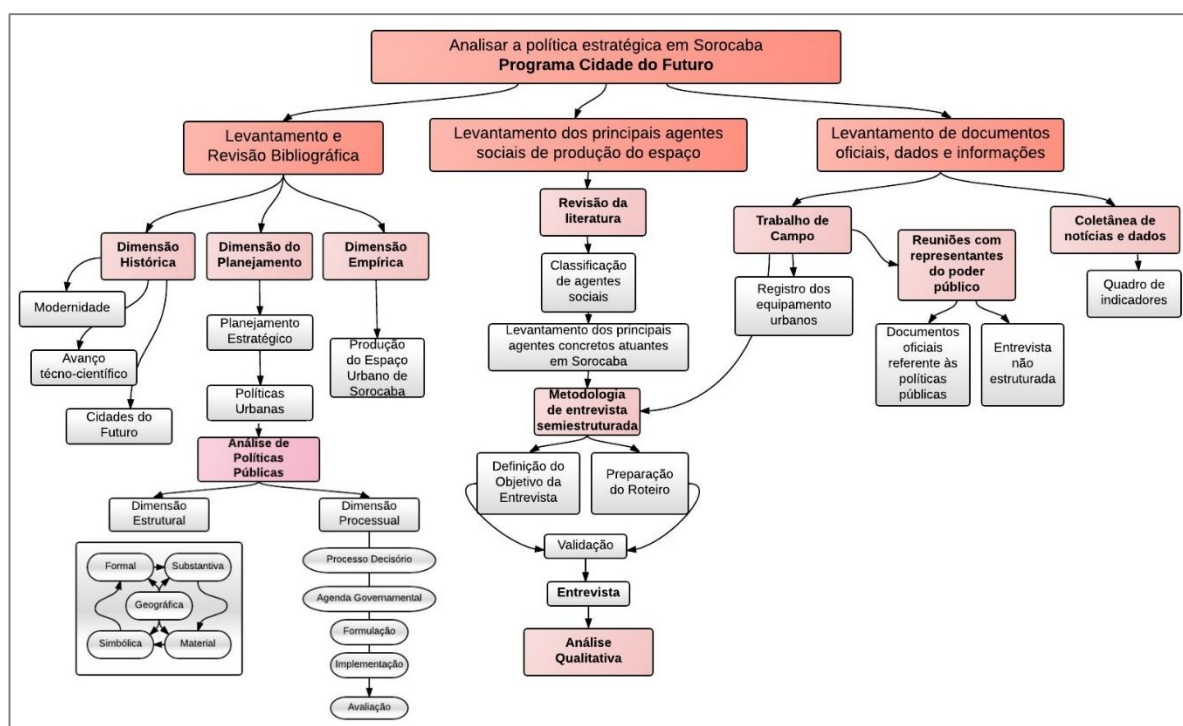 Analisar a política estratégica em Sorocaba
Programa Cidade do Futuro
Levantamento e
Revisão Bibliográfica
Levantamento dos principais agentes
sociais de produção do espaço
Levantamento de documentos
oficiais, dados e informações
Dimensão
Histórica
Dimensão do
Planejamento
Dimensão
Empírica
Modernidade
Avanço
técno-científico
Cidades do
Futuro
Planejamento
Estratégico
Políticas
Urbanas
Análise de
Políticas
Públicas
Produção
do Espaço
Urbano de
Sorocaba
Dimensão
Estrutural
Dimensão
Processual
Formal
Substantiva
Geográfica
Simbólica
Material
Processo Decisório
Agenda Governamental
Formulação
Implementação
Avaliação
Revisão da
literatura
Classificação
de agentes
sociais
Levantamento dos principais
agentes concretos atuantes
em Sorocaba
Metodologia
de entrevista
semiestruturada
Definição do
Objetivo da
Entrevista
Preparação
do Roteiro
Validação
Entrevista
Análise
Qualitativa
Trabalho de
Campo
Registro dos
equipamento
urbanos
Reuniões com
representantes
do poder
público
Documentos
oficiais
referente às
políticas
públicas
Entrevista
não
estruturada
Coletânea de
notícias e dados
Quadro de
indicadores